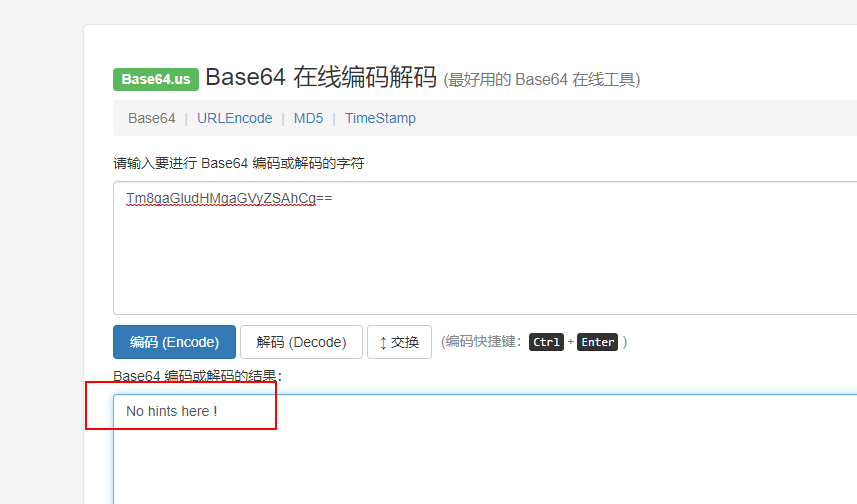 Base64.us Base64 在线编码解码 (最好用的 Base64 在线工具)
Base64 | URLEncode | MD5 | TimeStamp
请输入要进行 Base64 编码或解码的字符
Tm8gaGludHMgaGVyZSAhCg==
编码 (Encode) 解码 (Decode) ↕ 交换 (编码快捷键: Ctrl + Enter )
Base64 编码或解码的结果:
No hints here !